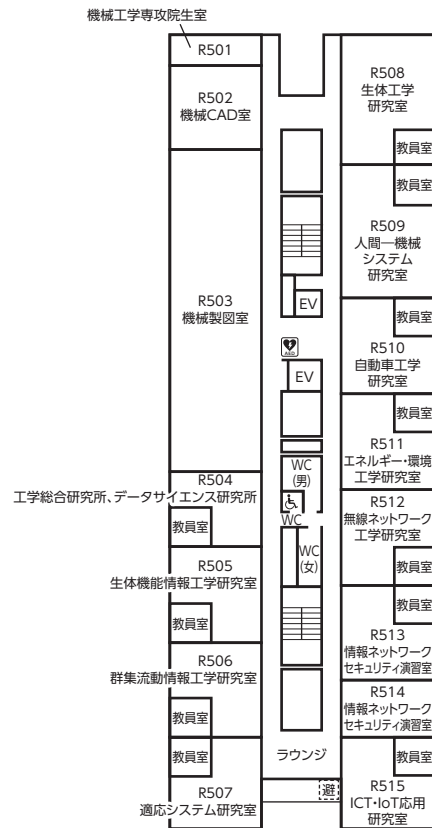 機械工学専攻院生室
R501
R502
機械CAD室
R503
機械製図室
R504
工学総合研究所、データサイエンス研究所
教員室
R505
生体機能情報工学研究室
教員室
R506
群集流動情報工学研究室
教員室
教員室
R507
適応システム研究室
EV
AED
EV
WC
(男)
WC
WC
(女)
ラウンジ
避
R508
生体工学
研究室
教員室
教員室
R509
人間―機械
システム
研究室
教員室
R510
自動車工学
研究室
教員室
R511
エネルギー・環境
工学研究室
R512
無線ネットワーク
工学研究室
教員室
教員室
R513
情報ネットワーク
セキュリティ演習室
R514
情報ネットワーク
セキュリティ演習室
教員室
R515
ICT・IoT応用
研究室